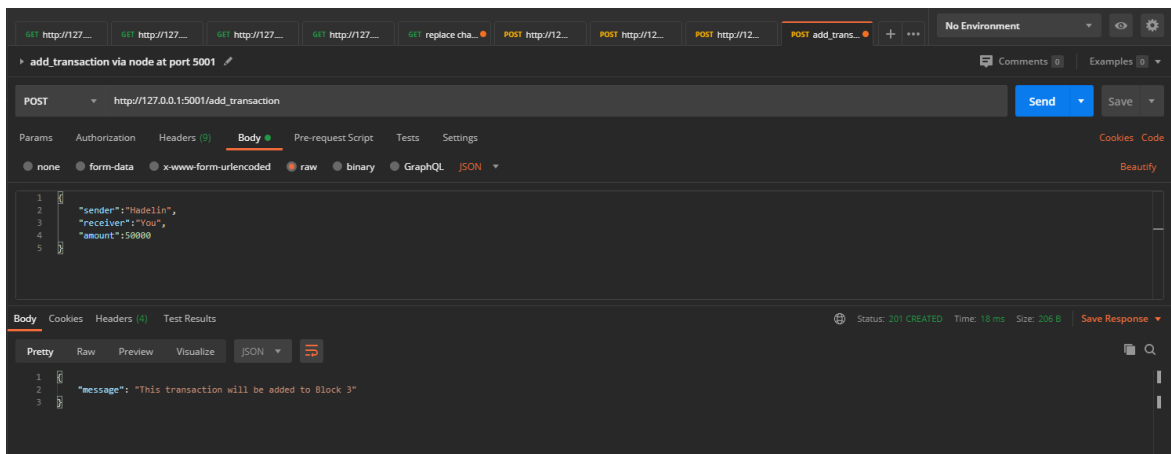 GET http://127.... GET http://127.... GET http://127.... GET http://127.... GET replace cha... POST http://12... POST http://12... POST http://12... POST add_trans... + ... No Environment
add_transaction via node at port 5001 Comments 0 Examples 0
POST http://127.0.0.1:5001/add_transaction Send Save
Params Authorization Headers (9) Body Pre-request Script Tests Settings Cookies Code
none form-data x-www-form-urlencoded raw binary GraphQL JSON Beautify
1 {
2 "sender":"Hadelin",
3 "receiver":"You",
4 "amount":50000
5 }
Body Cookies Headers (4) Test Results Status: 201 CREATED Time: 18 ms Size: 206 B Save Response
Pretty Raw Preview Visualize JSON
1 {
2 "message": "This transaction will be added to Block 3"
3 }